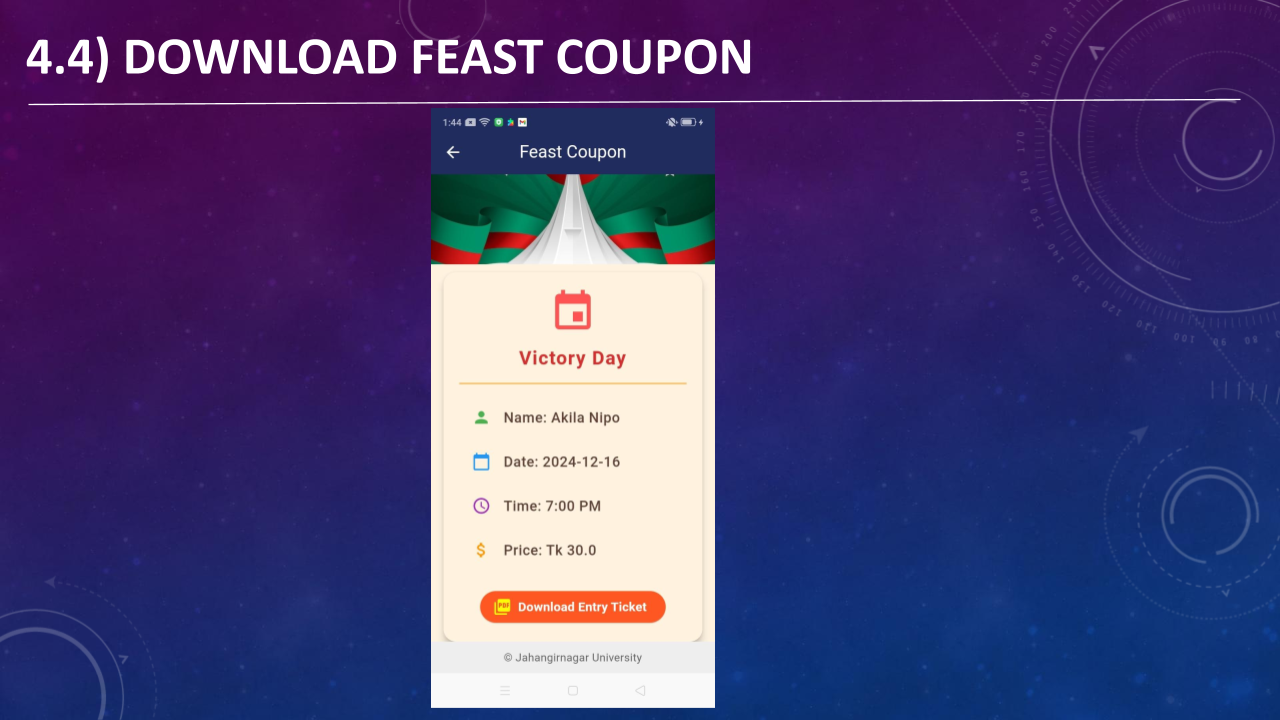 4.4) DOWNLOAD FEAST COUPON
1:44
Feast Coupon
Victory Day
Name: Akila Nipo
Date: 2024-12-16
Time: 7:00 PM
Price: Tk 30.0
PDF Download Entry Ticket
© Jahangirnagar University